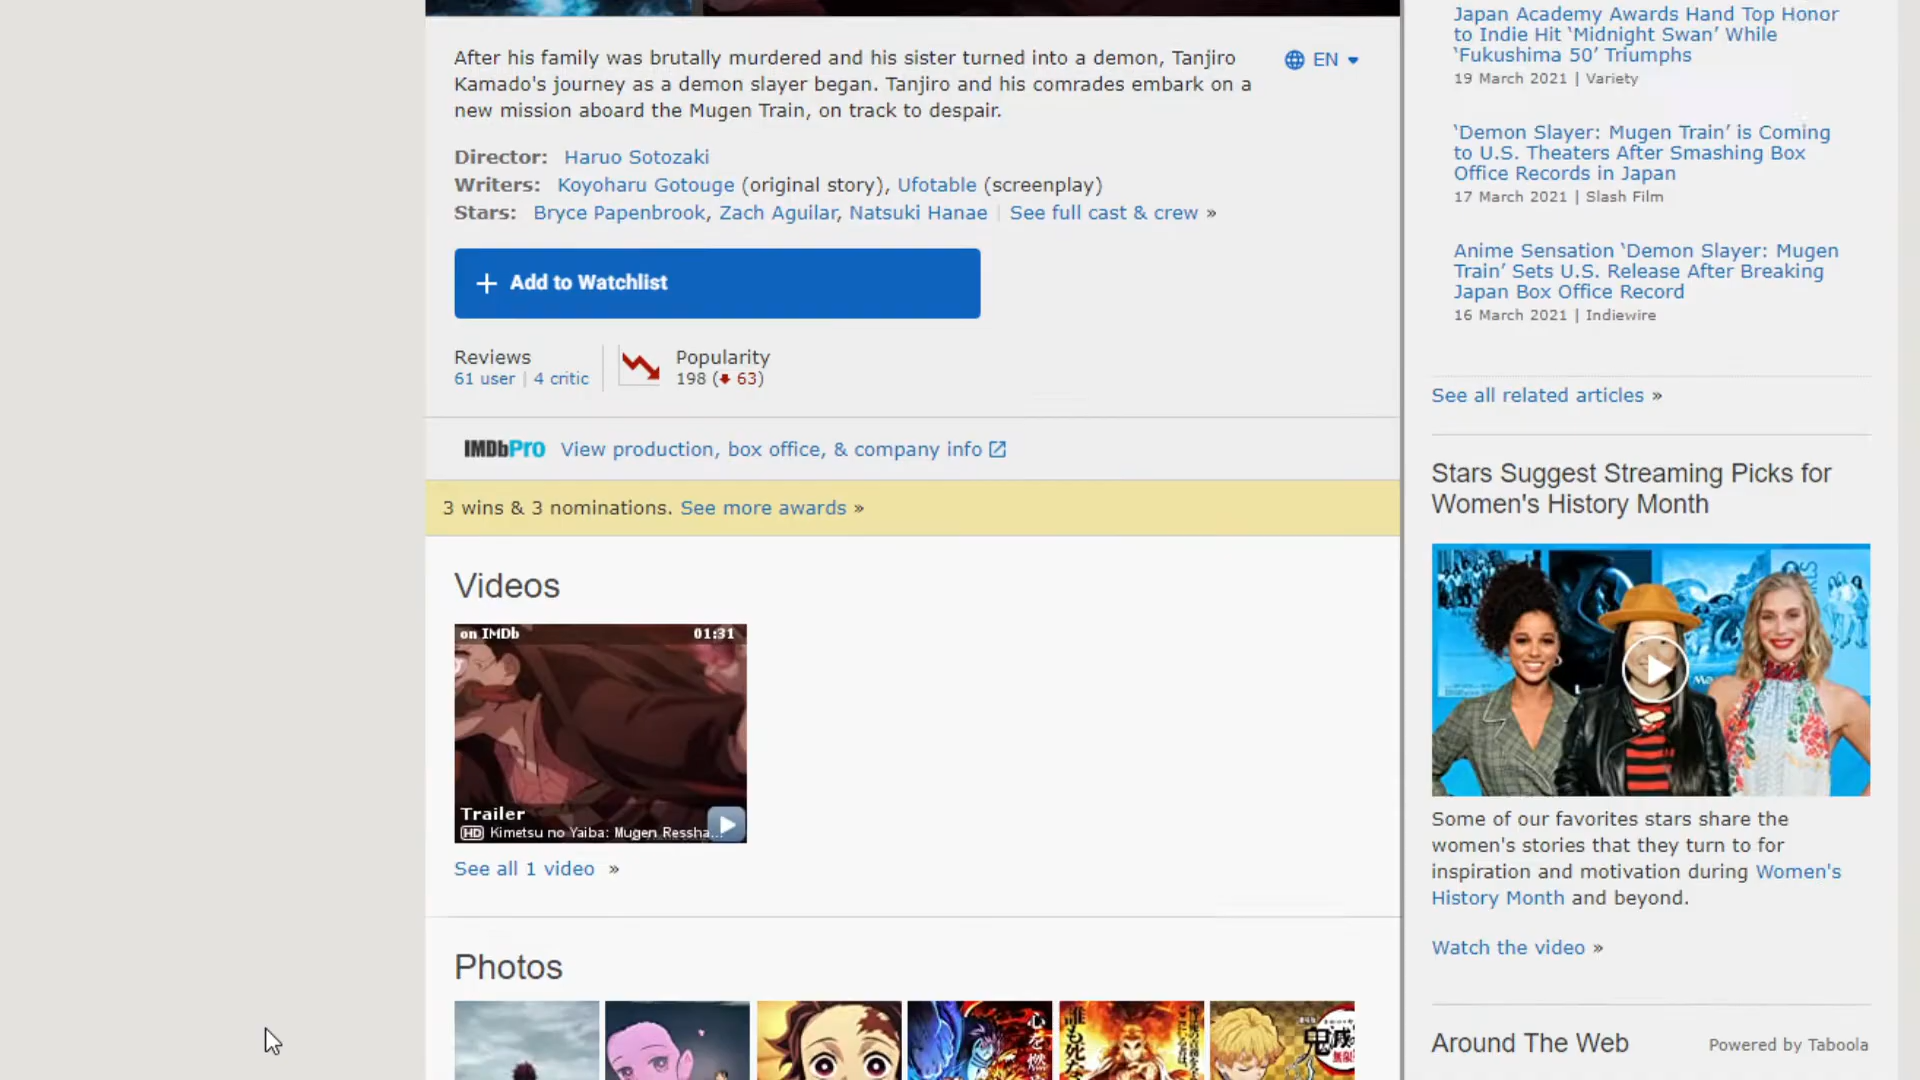 After his family was brutally murdered and his sister turned into a demon, Tanjiro
Kamado's journey as a demon slayer began. Tanjiro and his comrades embark on a
new mission aboard the Mugen Train, on track to despair.
EN
Director: Haruo Sotozaki
Writers: Koyoharu Gotouge (original story), Ufotable (screenplay)
Stars: Bryce Papenbrook, Zach Aguilar, Natsuki Hanae | See full cast & crew »
+ Add to Watchlist
Reviews
61 user | 4 critic
Popularity
198 (63)
IMDbPro View production, box office, & company info
3 wins & 3 nominations. See more awards »
Videos
on IMDb 01:31
Trailer
HD Kimetsu no Yaiba: Mugen Ressha...
See all 1 video »
Photos
心を燃
誰も死な
鬼滅
Japan Academy Awards Hand Top Honor
to Indie Hit ‘Midnight Swan’ While
‘Fukushima 50’ Triumphs
19 March 2021 | Variety
‘Demon Slayer: Mugen Train’ is Coming
to U.S. Theaters After Smashing Box
Office Records in Japan
17 March 2021 | Slash Film
Anime Sensation ‘Demon Slayer: Mugen
Train’ Sets U.S. Release After Breaking
Japan Box Office Record
16 March 2021 | Indiewire
See all related articles »
Stars Suggest Streaming Picks for
Women's History Month
Some of our favorites stars share the
women's stories that they turn to for
inspiration and motivation during Women's
History Month and beyond.
Watch the video »
Around The Web
Powered by Taboola